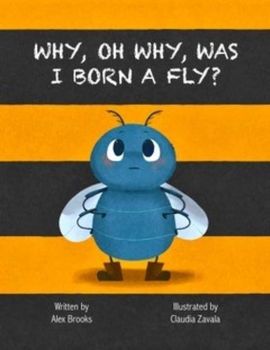 WHY, OH WHY, WAS
I BORN A FLY?
Written by
Alex Brooks
Illustrated by
Claudia Zavala